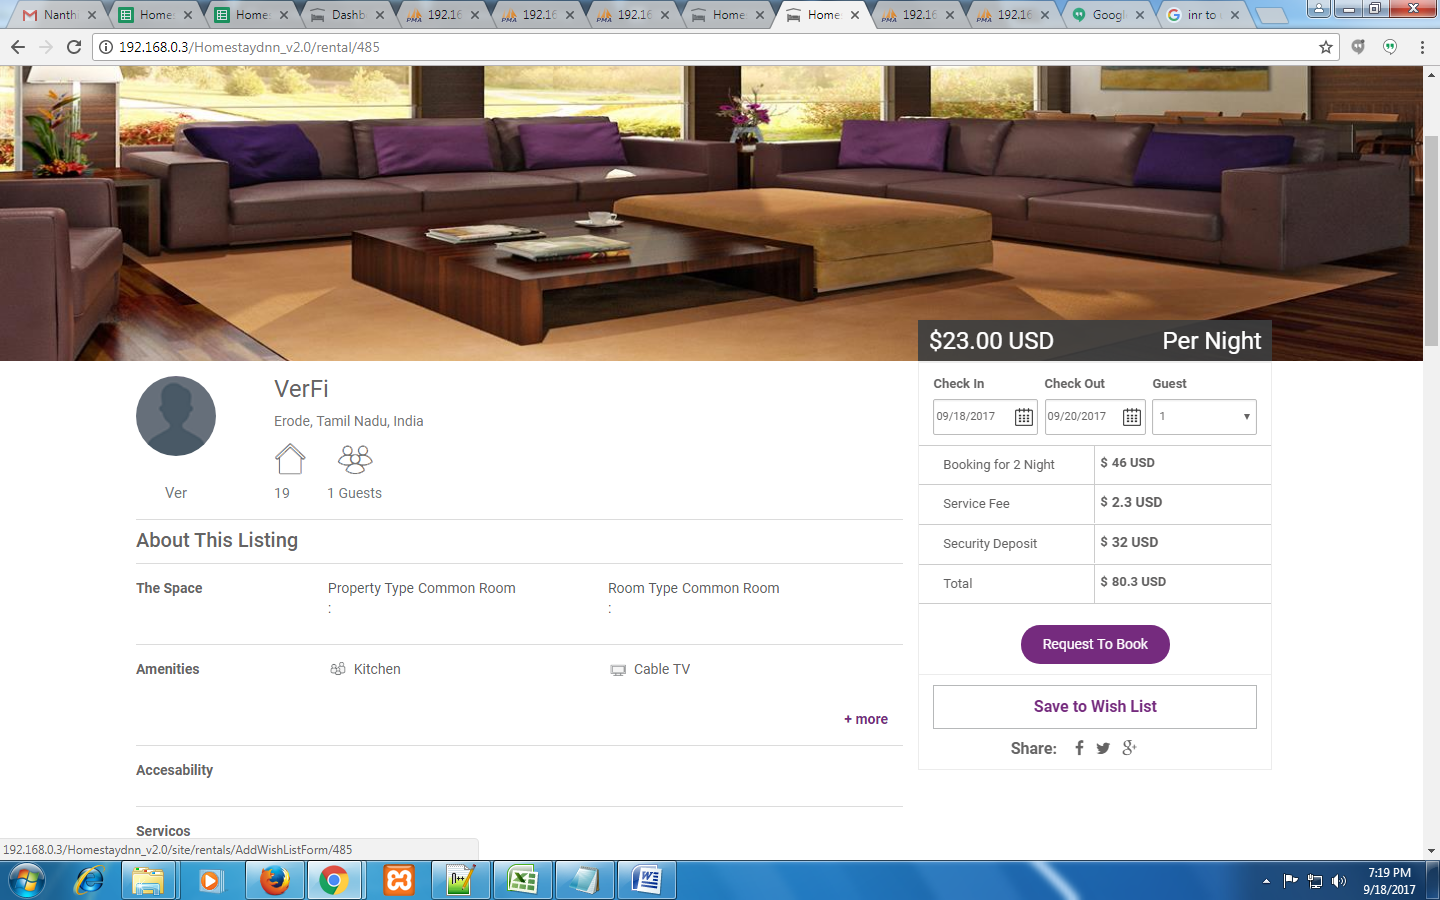 Nanth
Homes
Homes
Dashb
192.16
192.16
192.16
Home
Homes
192.16
192.16
Google
inr to
192.168.0.3/Homestaydnn_v2.0/rental/485
$23.00 USD Per Night
VerFi
Erode, Tamil Nadu, India
Ver
19 1 Guests
Check In Check Out Guest
09/18/2017 09/20/2017 1
Booking for 2 Night $ 46 USD
Service Fee $ 2.3 USD
Security Deposit $ 32 USD
Total $ 80.3 USD
Request To Book
Save to Wish List
Share:
About This Listing
The Space Property Type Common Room Room Type Common Room
: :
Amenities Kitchen Cable TV
+ more
Accesability
Servicos
192.168.0.3/Homestaydnn_v2.0/site/rentals/AddWishListForm/485
7:19 PM
9/18/2017